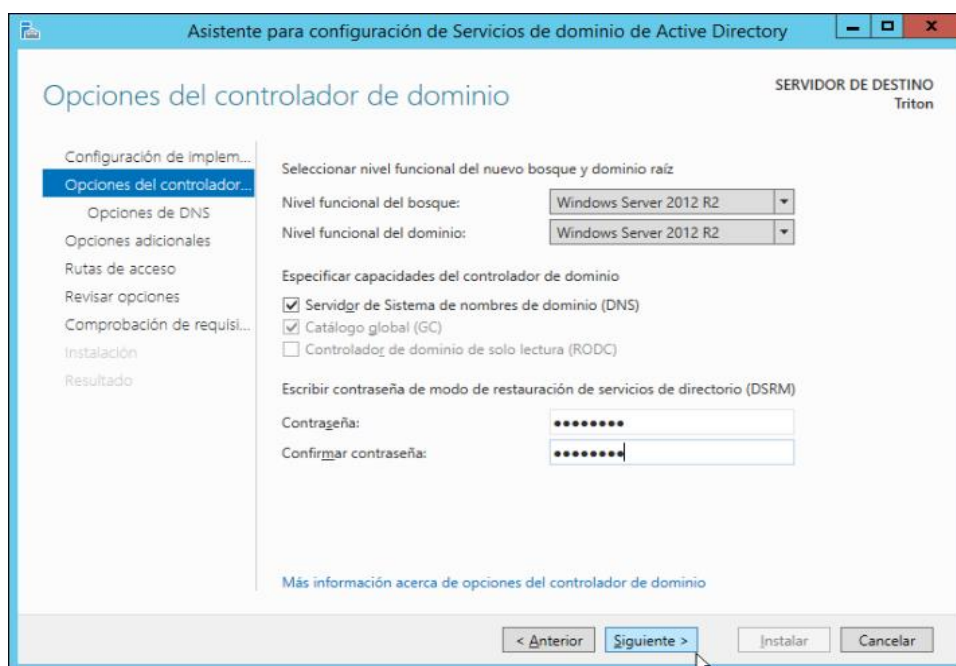 Asistente para configuración de Servicios de dominio de Active Directory
Opciones del controlador de dominio
SERVIDOR DE DESTINO
Triton
Configuración de implem...
Opciones del controlador...
Opciones de DNS
Opciones adicionales
Rutas de acceso
Revisar opciones
Comprobación de requisi...
Instalación
Resultado
Seleccionar nivel funcional del nuevo bosque y dominio raíz
Nivel funcional del bosque: Windows Server 2012 R2
Nivel funcional del dominio: Windows Server 2012 R2
Especificar capacidades del controlador de dominio
Servidor de Sistema de nombres de dominio (DNS)
Catálogo global (GC)
Controlador de dominio de solo lectura (RODC)
Escribir contraseña de modo de restauración de servicios de directorio (DSRM)
Contraseña: ●●●●●●●●
Confirmar contraseña: ●●●●●●●●
Más información acerca de opciones del controlador de dominio
< Anterior Siguiente > Instalar Cancelar